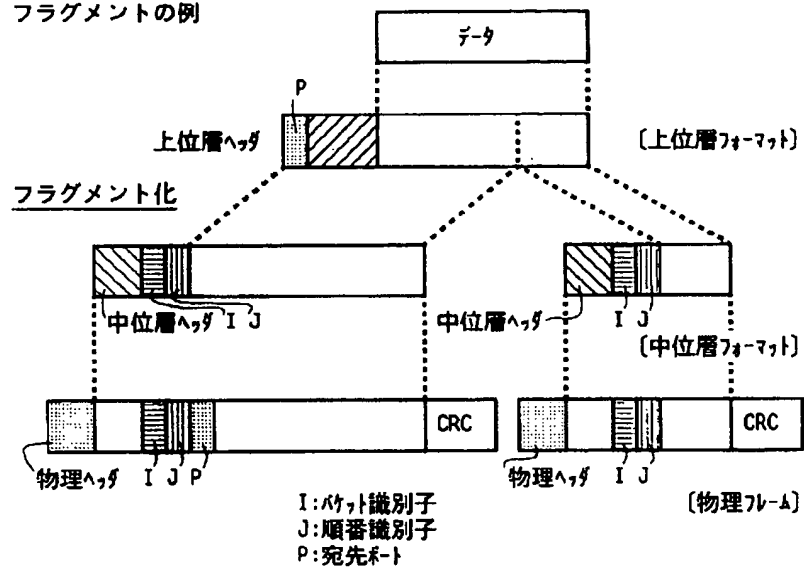 フラグメントの例
データ
P
上位層ヘッダ
〔上位層フォーマット〕
フラグメント化
中位層ヘッダ I J
中位層ヘッダ I J
〔中位層フォーマット〕
CRC
CRC
物理ヘッダ I J P
物理ヘッダ I J
〔物理フレーム〕
I:パケット識別子
J:順番識別子
P:宛先ポート